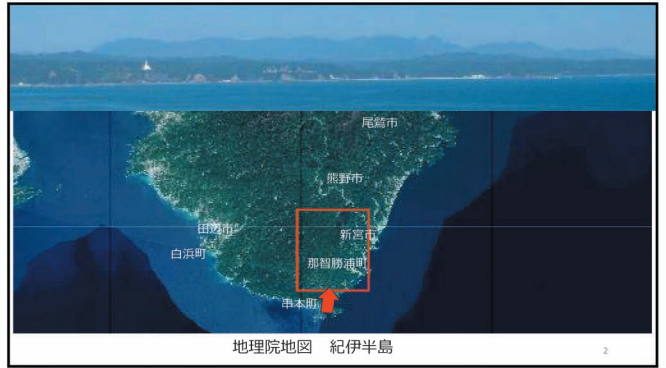 尾鷲市
熊野市
田辺市
新宮市
白浜町
那智勝浦町
串本町
地理院地図 紀伊半島
2